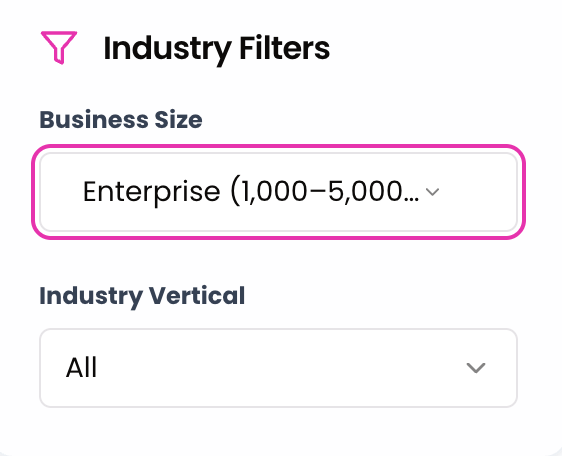 Industry Filters
Business Size
Enterprise (1,000–5,000...
Industry Vertical
All